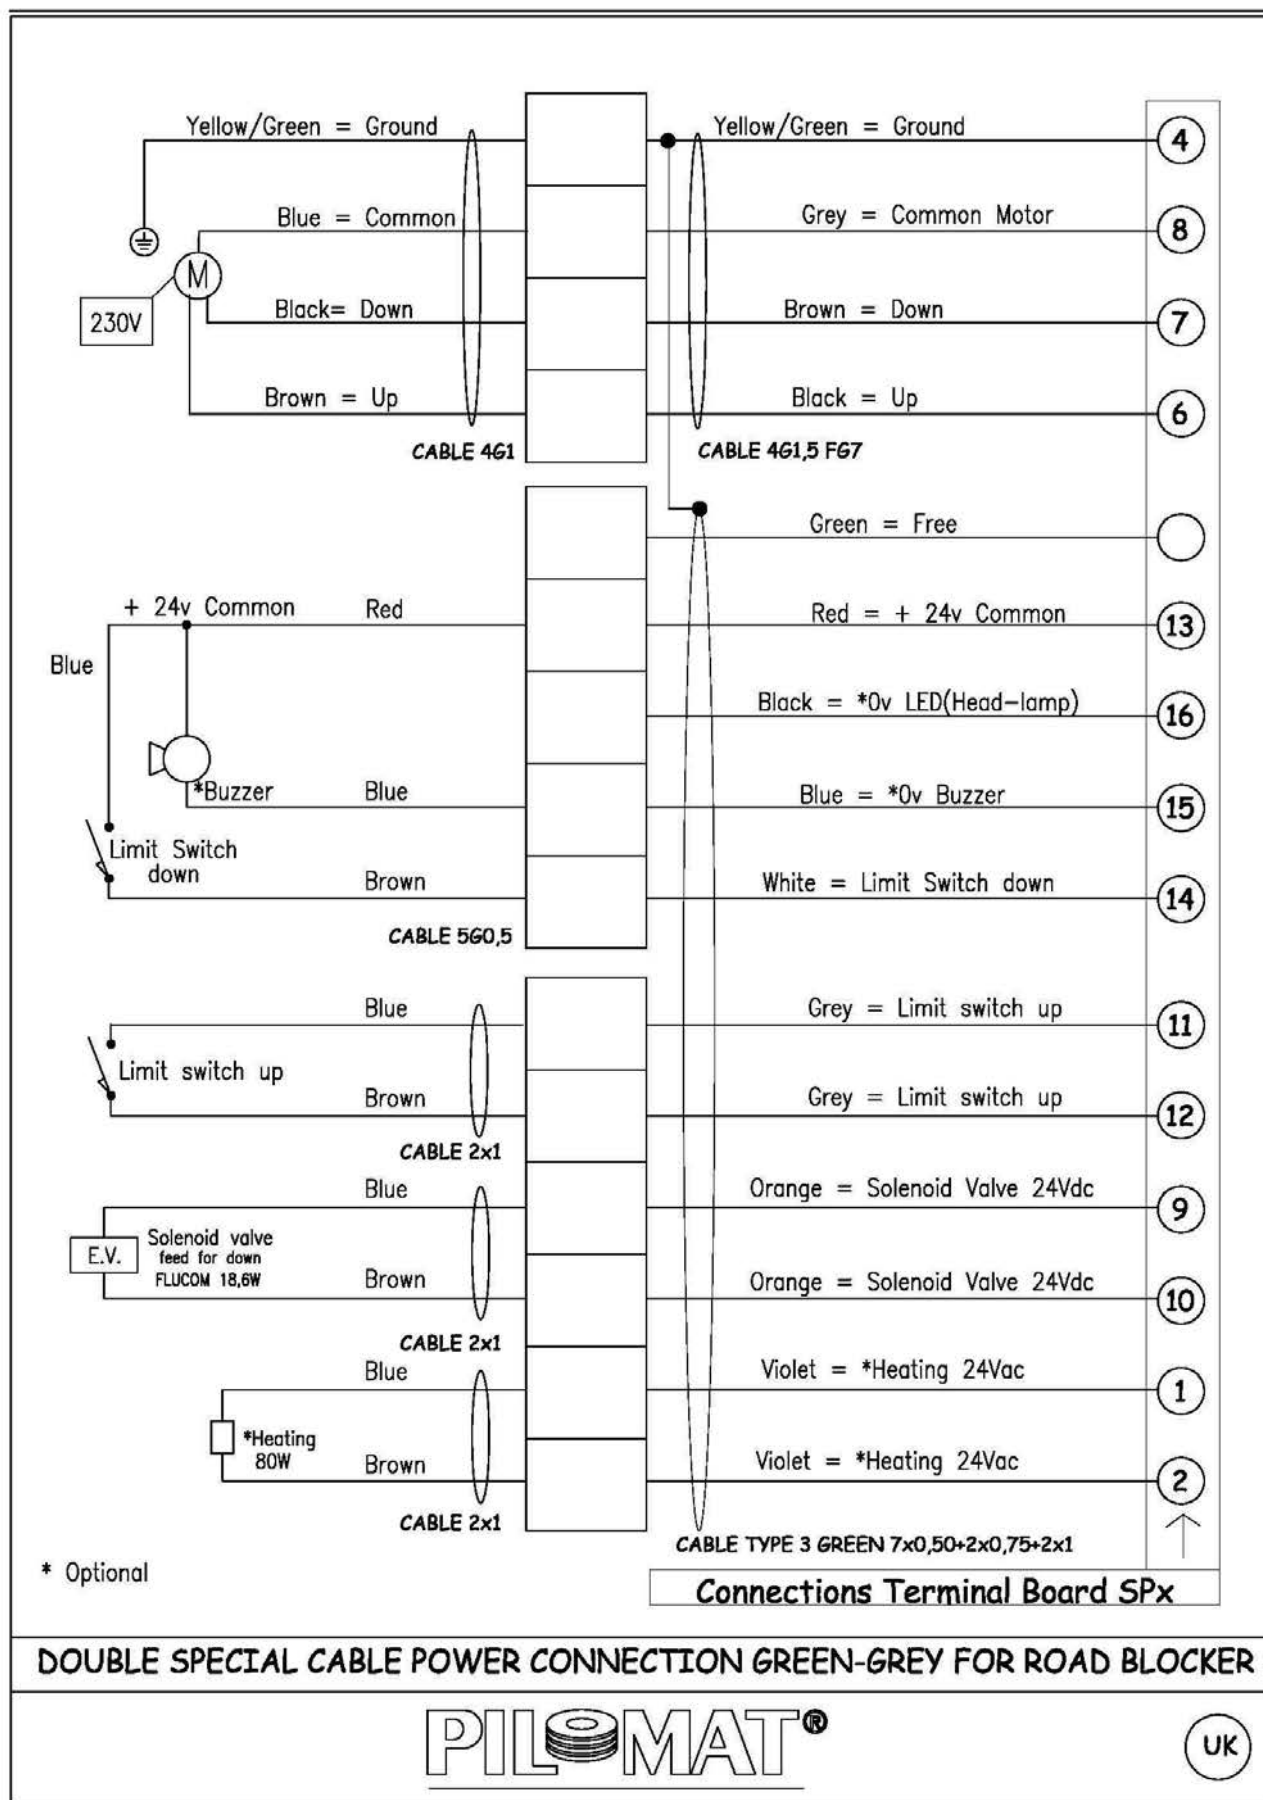 Yellow/Green = Ground
Yellow/Green = Ground
4
Blue = Common
Grey = Common Motor
8
M
230V
Black= Down
Brown = Down
7
Brown = Up
Black = Up
6
CABLE 4G1
CABLE 4G1,5 FG7
Green = Free
+ 24v Common
Red
Red = + 24v Common
13
Blue
Black = *0v LED(Head-lamp)
16
*Buzzer
Blue
Blue = *0v Buzzer
15
Limit Switch
down
Brown
White = Limit Switch down
14
CABLE 5G0,5
Blue
Grey = Limit switch up
11
Limit switch up
Brown
Grey = Limit switch up
12
CABLE 2x1
Blue
Orange = Solenoid Valve 24Vdc
9
E.V.
Solenoid valve
feed for down
FLUCOM 18,6W
Brown
Orange = Solenoid Valve 24Vdc
10
CABLE 2x1
Blue
Violet = *Heating 24Vac
1
*Heating
80W
Brown
Violet = *Heating 24Vac
2
CABLE 2x1
CABLE TYPE 3 GREEN 7x0,50+2x0,75+2x1
* Optional
Connections Terminal Board SPx
DOUBLE SPECIAL CABLE POWER CONNECTION GREEN-GREY FOR ROAD BLOCKER
PILOMAT®
UK